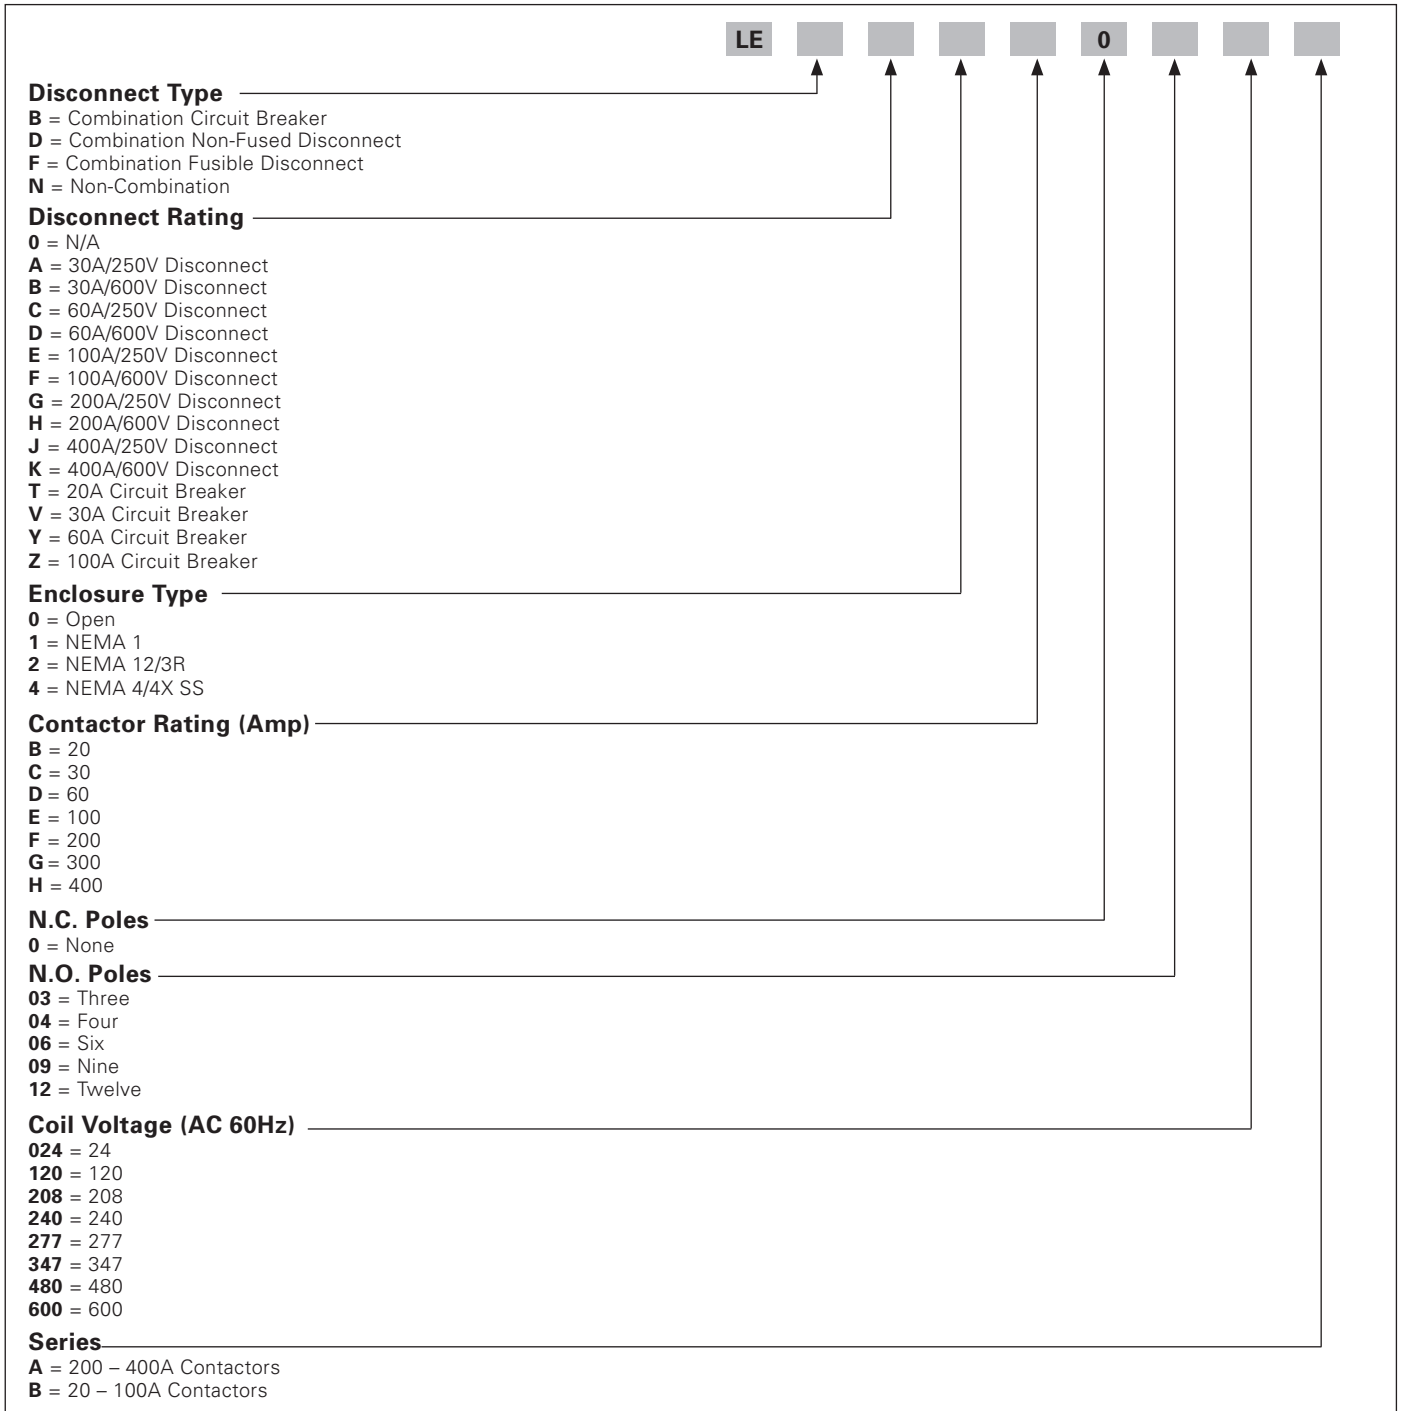 LE 0
Disconnect Type
B = Combination Circuit Breaker
D = Combination Non-Fused Disconnect
F = Combination Fusible Disconnect
N = Non-Combination
Disconnect Rating
0 = N/A
A = 30A/250V Disconnect
B = 30A/600V Disconnect
C = 60A/250V Disconnect
D = 60A/600V Disconnect
E = 100A/250V Disconnect
F = 100A/600V Disconnect
G = 200A/250V Disconnect
H = 200A/600V Disconnect
J = 400A/250V Disconnect
K = 400A/600V Disconnect
T = 20A Circuit Breaker
V = 30A Circuit Breaker
Y = 60A Circuit Breaker
Z = 100A Circuit Breaker
Enclosure Type
0 = Open
1 = NEMA 1
2 = NEMA 12/3R
4 = NEMA 4/4X SS
Contactor Rating (Amp)
B = 20
C = 30
D = 60
E = 100
F = 200
G = 300
H = 400
N.C. Poles
0 = None
N.O. Poles
03 = Three
04 = Four
06 = Six
09 = Nine
12 = Twelve
Coil Voltage (AC 60Hz)
024 = 24
120 = 120
208 = 208
240 = 240
277 = 277
347 = 347
480 = 480
600 = 600
Series
A = 200 – 400A Contactors
B = 20 – 100A Contactors